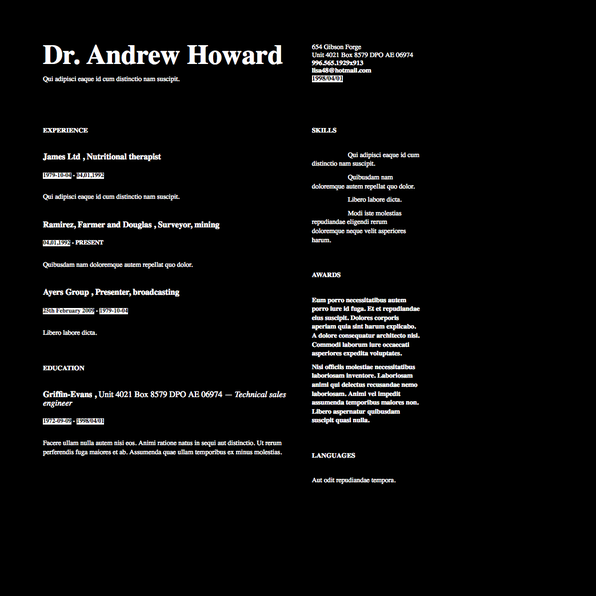 Dr. Andrew Howard
Qui adipisci eaque id cum distinctio nam suscipit.
654 Gibson Forge
Unit 4021 Box 8579 DPO AE 06974
996.565.1929x913
lisa48@hotmail.com
1998/04/01
EXPERIENCE
James Ltd , Nutritional therapist
1979-10-04 - 04.01.1992
Qui adipisci eaque id cum distinctio nam suscipit.
Ramirez, Farmer and Douglas , Surveyor, mining
04.01.1992 - PRESENT
Quibusdam nam doloremque autem repellat quo dolor.
Ayers Group , Presenter, broadcasting
25th February 2009 - 1979-10-04
Libero labore dicta.
EDUCATION
Griffin-Evans , Unit 4021 Box 8579 DPO AE 06974 — Technical sales
engineer
1972-09-09 - 1998/04/01
Facere ullam nulla autem nisi eos. Animi ratione natus in sequi aut distinctio. Ut rerum
perferendis fuga maiores et ab. Assumenda quae ullam temporibus ex minus molestias.
SKILLS
Qui adipisci eaque id cum
distinctio nam suscipit.
Quibusdam nam
doloremque autem repellat quo dolor.
Libero labore dicta.
Modi iste molestias
repudiandae eligendi rerum
doloremque neque velit asperiores
harum.
AWARDS
Eum porro necessitatibus autem
porro iure id fuga. Et et repudiandae
eius suscipit. Dolores corporis
aperiam quia sint harum explicabo.
A dolore consequatur architecto nisi.
Commodi laborum iure occaecati
asperiores expedita voluptates.
Nisi officiis molestiae necessitatibus
laboriosam inventore. Laboriosam
animi qui delectus recusandae nemo
laboriosam. Animi vel impedit
assumenda temporibus maiores non.
Libero aspernatur quibusdam
suscipit quasi nulla.
LANGUAGES
Aut odit repudiandae tempora.